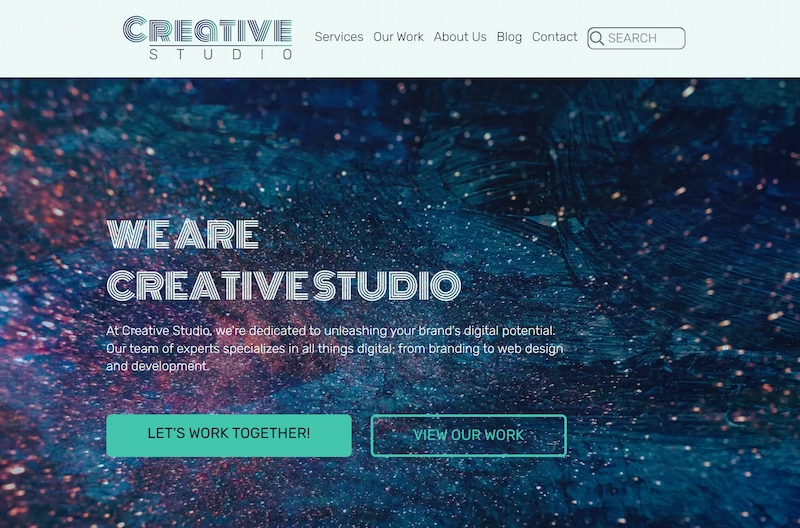 Creative
STUDIO
Services Our Work About Us Blog Contact SEARCH
WE ARE
CREATIVE STUDIO
At Creative Studio, we're dedicated to unleashing your brand's digital potential.
Our team of experts specializes in all things digital; from branding to web design
and development.
LET'S WORK TOGETHER! VIEW OUR WORK